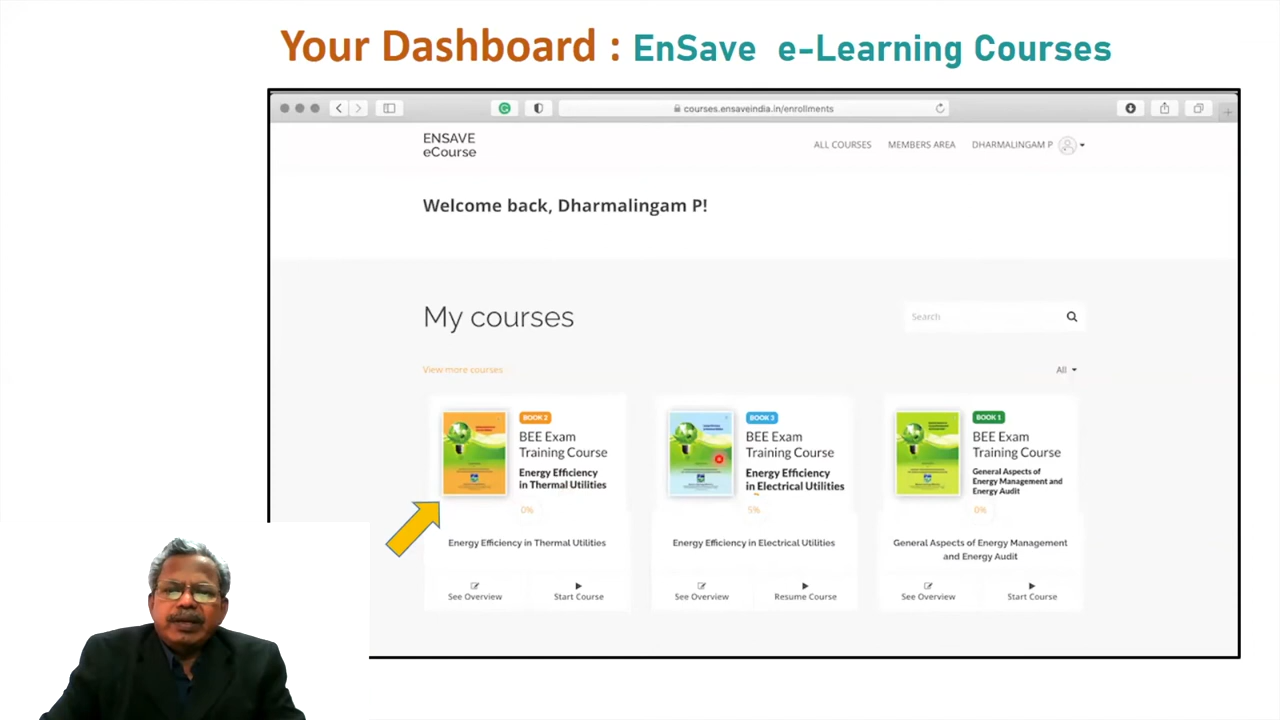 Your Dashboard : EnSave e-Learning Courses
courses.ensaveindia.in/enrollments
ENSAVE
eCourse
ALL COURSES
MEMBERS AREA
DHARMALINGAM P
Welcome back, Dharmalingam P!
My courses
Search
View more courses
All
BOOK 2
BEE Exam
Training Course
Energy Efficiency
in Thermal Utilities
0%
Energy Efficiency in Thermal Utilities
See Overview
Start Course
BOOK 3
BEE Exam
Training Course
Energy Efficiency
in Electrical Utilities
5%
Energy Efficiency in Electrical Utilities
See Overview
Resume Course
BOOK 1
BEE Exam
Training Course
General Aspects of
Energy Management and
Energy Audit
0%
General Aspects of Energy Management
and Energy Audit
See Overview
Start Course